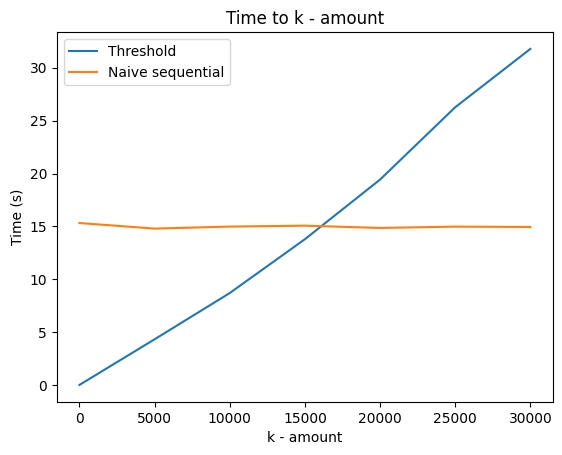 Time to k - amount
Threshold
Naive sequential
30
25
20
15
10
5
0
Time (s)
0 5000 10000 15000 20000 25000 30000
k - amount